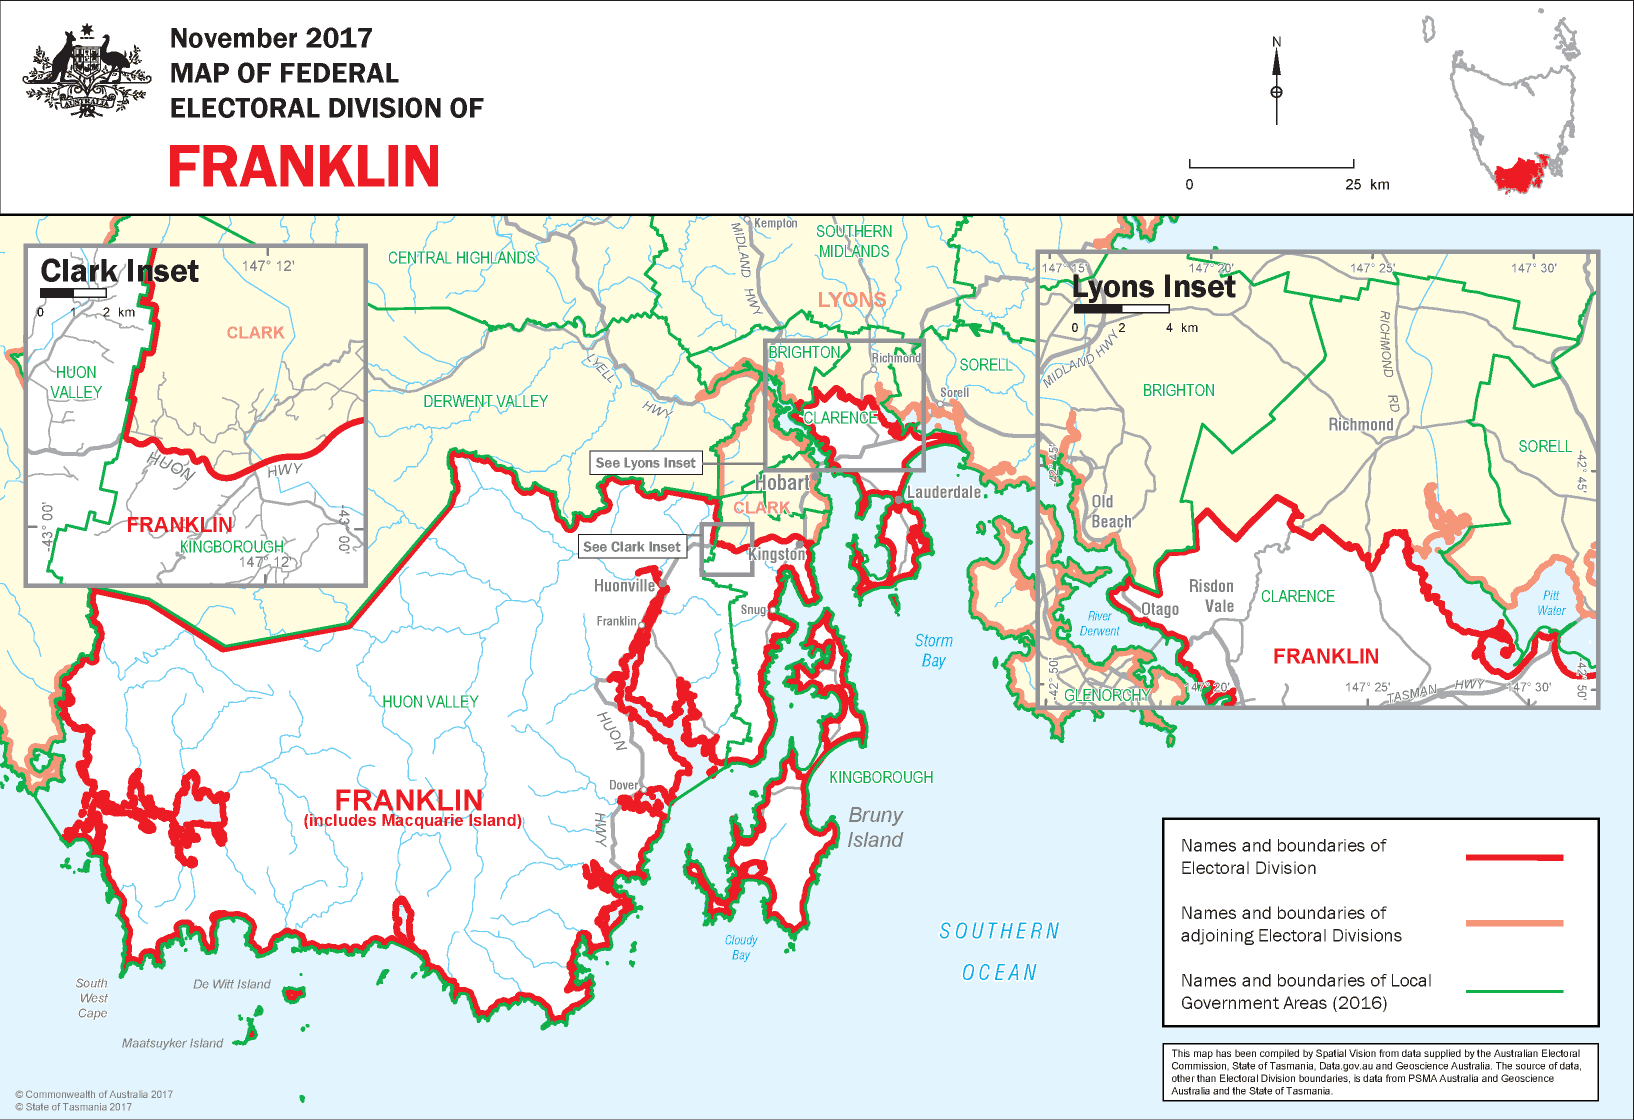 November 2017
MAP OF FEDERAL
ELECTORAL DIVISION OF
FRANKLIN
AUSTRALIA
N
0 25 km
Clark Inset
0 1 2 km
147° 12'
CLARK
HUON
VALLEY
HUON
HWY
FRANKLIN
KINGBOROUGH
147° 12'
-43° 00'
-43° 00'
CENTRAL HIGHLANDS
Kempton
MIDLAND HWY
SOUTHERN
MIDLANDS
LYONS
BRIGHTON
Richmond
SORELL
Sorell
LYELL
HWY
DERWENT VALLEY
CLARENCE
See Lyons Inset
Hobart
CLARK
Lauderdale
See Clark Inset
Kingston
Huonville
Snug
Franklin
Storm
Bay
HUON VALLEY
HUON
HWY
Dover
KINGBOROUGH
Bruny
Island
FRANKLIN
(includes Macquarie Island)
Cloudy
Bay
SOUTHERN
OCEAN
South
West
Cape
De Witt Island
Maatsuyker Island
Lyons Inset
0 2 4 km
147° 15'
147° 20'
147° 25'
147° 30'
MIDLAND HWY
RICHMOND
RD
BRIGHTON
Richmond
SORELL
-42° 45'
-42° 45'
Old
Beach
Risdon
Vale
CLARENCE
Otago
River
Derwent
Pitt
Water
FRANKLIN
GLENORCHY
-42° 50'
-42° 50'
147° 20'
147° 25'
TASMAN HWY
147° 30'
Names and boundaries of
Electoral Division
Names and boundaries of
adjoining Electoral Divisions
Names and boundaries of Local
Government Areas (2016)
This map has been compiled by Spatial Vision from data supplied by the Australian Electoral
Commission, State of Tasmania, Data.gov.au and Geoscience Australia. The source of data,
other than Electoral Division boundaries, is data from PSMA Australia and Geoscience
Australia and the State of Tasmania.
© Commonwealth of Australia 2017
© State of Tasmania 2017